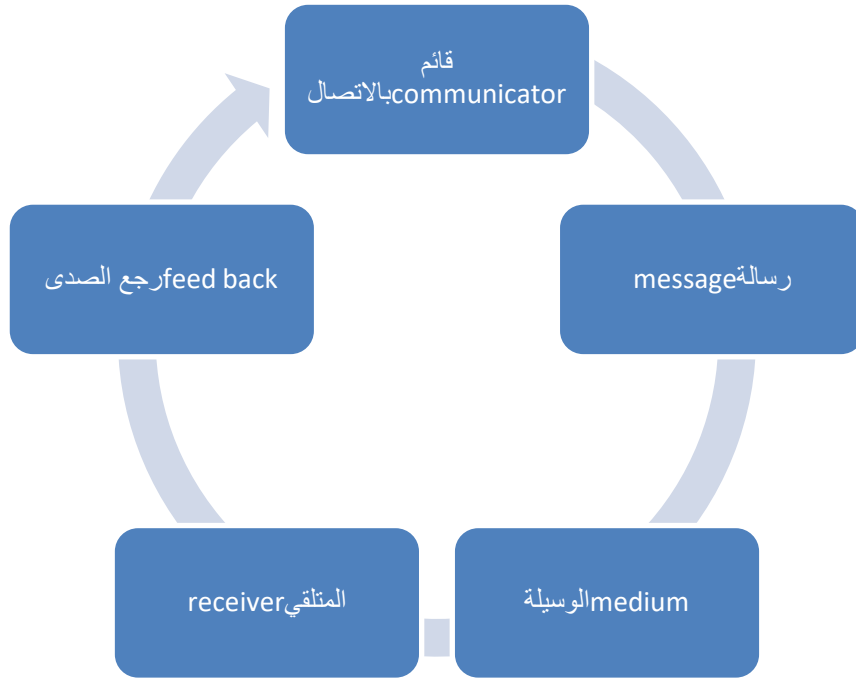 قائم
بالاتصالcommunicator
رسالةmessage
الوسيلةmedium
المتلقيreceiver
رجع الصدىfeed back